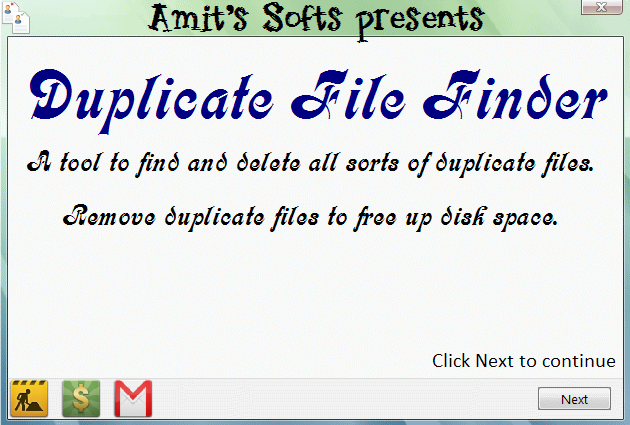 Amit's Softs presents
Duplicate File Finder
A tool to find and delete all sorts of duplicate files.
Remove duplicate files to free up disk space.
Click Next to continue
Next